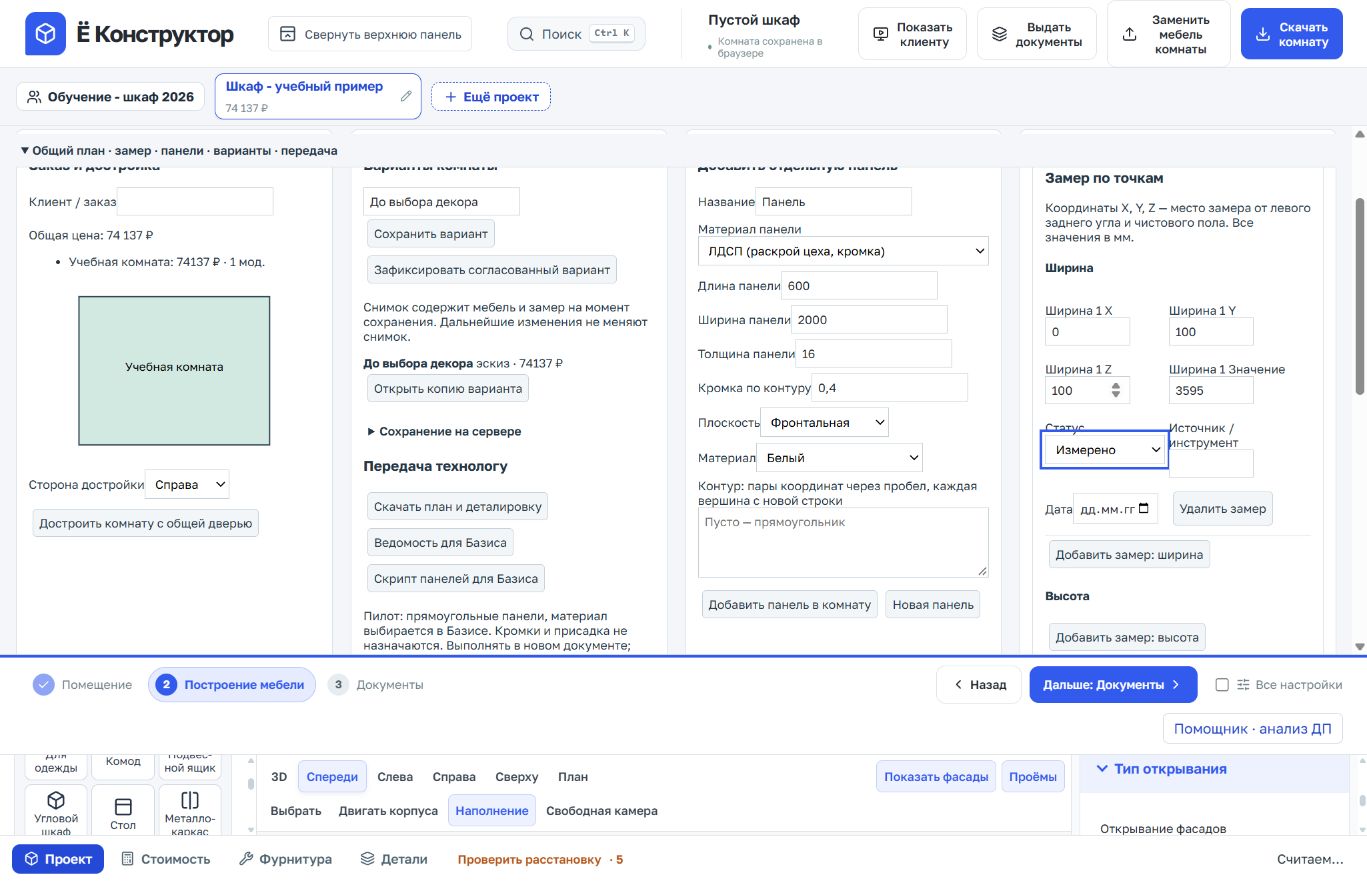 Ё Конструктор
Свернуть верхнюю панель
Поиск Ctrl K
Пустой шкаф
Комната сохранена в
браузере
Показать
клиенту
Выдать
документы
Заменить
мебель
комнаты
Скачать
комнату
Обучение - шкаф 2026
Шкаф - учебный пример
74 137 ₽
Ещё проект
Общий план · замер · панели · варианты · передача
Заказ и достройка
Клиент / заказ
Общая цена: 74 137 ₽
Учебная комната: 74137 ₽ · 1 мод.
Учебная комната
Сторона достройки Справа
Достроить комнату с общей дверью
Варианты комнаты
До выбора декора
Сохранить вариант
Зафиксировать согласованный вариант
Снимок содержит мебель и замер на момент
сохранения. Дальнейшие изменения не меняют
снимок.
До выбора декора эскиз · 74137 ₽
Открыть копию варианта
Сохранение на сервере
Передача технологу
Скачать план и деталировку
Ведомость для Базиса
Скрипт панелей для Базиса
Пилот: прямоугольные панели, материал
выбирается в Базисе. Кромки и присадка не
назначаются. Выполнять в новом документе;
Добавить отдельную панель
Название Панель
Материал панели
ЛДСП (раскрой цеха, кромка)
Длина панели 600
Ширина панели 2000
Толщина панели 16
Кромка по контуру 0,4
Плоскость Фронтальная
Материал Белый
Контур: пары координат через пробел, каждая
вершина с новой строки
Пусто — прямоугольник
Добавить панель в комнату Новая панель
Замер по точкам
Координаты X, Y, Z — место замера от левого
заднего угла и чистового пола. Все
значения в мм.
Ширина
Ширина 1 X Ширина 1 Y
0 100
Ширина 1 Z Ширина 1 Значение
100 3595
Статус Источник /
инструмент
Измерено
Дата дд.мм.гг Удалить замер
Добавить замер: ширина
Высота
Добавить замер: высота
Помещение
2 Построение мебели
3 Документы
Назад
Дальше: Документы
Все настройки
Помощник · анализ ДП
Для
одежды
Комод
Подвес-
ной ящик
Угловой
шкаф
Стол
Металло-
каркас
3D Спереди Слева Справа Сверху План
Показать фасады Проёмы
Выбрать Двигать корпуса Наполнение Свободная камера
Тип открывания
Открывание фасадов
Проект Стоимость Фурнитура Детали Проверить расстановку · 5 Считаем...